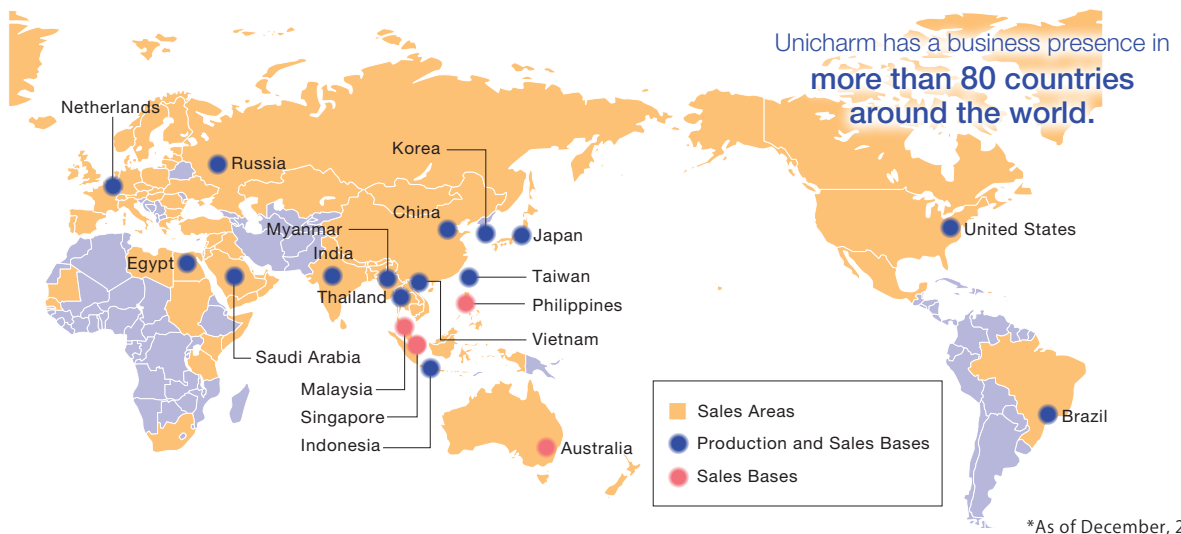 Unicharm has a business presence in
more than 80 countries
around the world.
Netherlands
Russia
Korea
China
Myanmar
Japan
United States
India
Egypt
Taiwan
Thailand
Philippines
Vietnam
Saudi Arabia
Malaysia
Singapore
Indonesia
Australia
Brazil
Sales Areas
Production and Sales Bases
Sales Bases
*As of December, 2